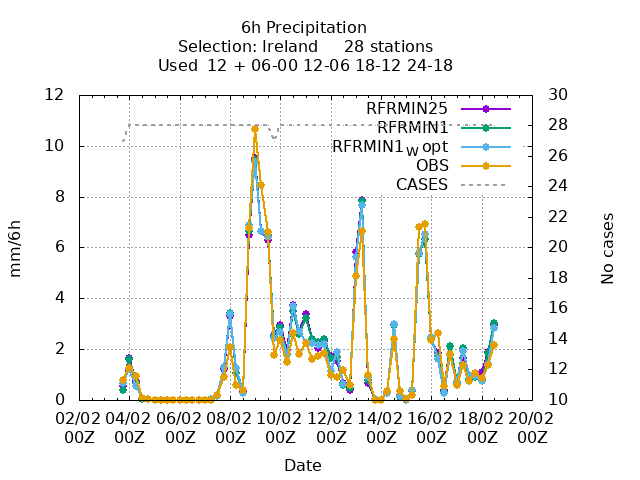 6h Precipitation
Selection: Ireland 28 stations
Used 12 + 06-00 12-06 18-12 24-18
RFRMIN25
RFRMIN1
RFRMIN1w opt
OBS
CASES
mm/6h
12
10
8
6
4
2
0
30
28
26
24
22
20
18
16
14
12
10
No cases
02/02 04/02 06/02 08/02 10/02 12/02 14/02 16/02 18/02 20/02
00Z 00Z 00Z 00Z 00Z 00Z 00Z 00Z 00Z 00Z
Date